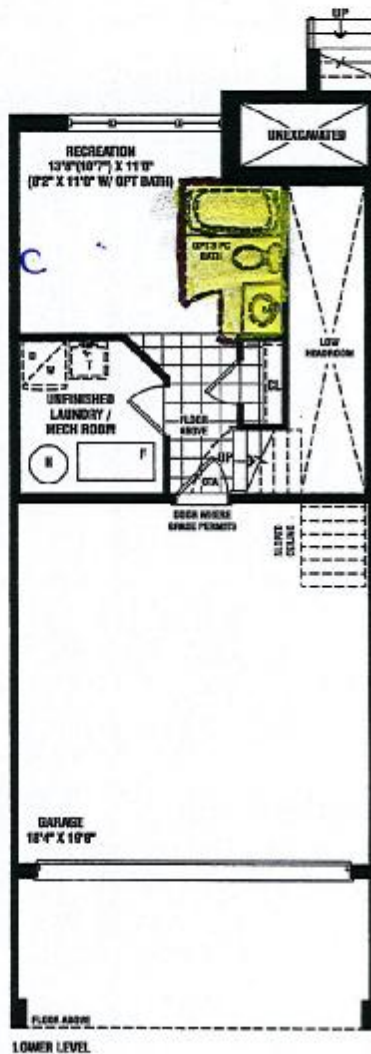 UP
UNEXCAVATED
RECREATION
13'8"(10'7") X 11'0"
(8'2" X 11'0" W/ OPT BATH)
OPT 3 PC
BATH
C
LOW
HEADROOM
D
W
T
CL
UNFINISHED
LAUNDRY /
MECH ROOM
FLOOR
ABOVE
H
F
UP
DOOR WHERE
GRADE PERMITS
SLOPED
CEILING
GARAGE
18'4" X 19'8"
FLOOR ABOVE
LOWER LEVEL